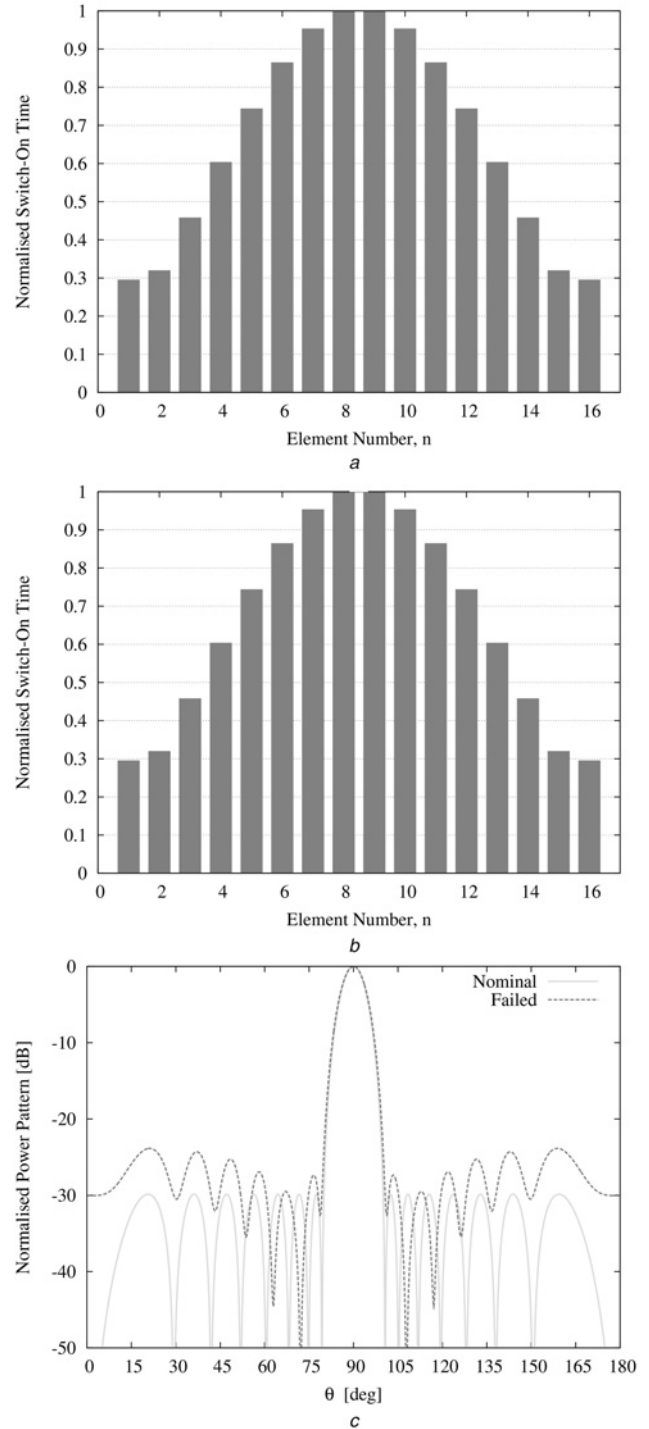 1
0.9
0.8
0.7
0.6
0.5
0.4
0.3
0.2
0.1
0
Normalised Switch-On Time
0 2 4 6 8 10 12 14 16
Element Number, n
a
1
0.9
0.8
0.7
0.6
0.5
0.4
0.3
0.2
0.1
0
Normalised Switch-On Time
0 2 4 6 8 10 12 14 16
Element Number, n
b
0
-10
-20
-30
-40
-50
Normalised Power Pattern [dB]
Nominal
Failed
0 15 30 45 60 75 90 105 120 135 150 165 180
θ [deg]
c